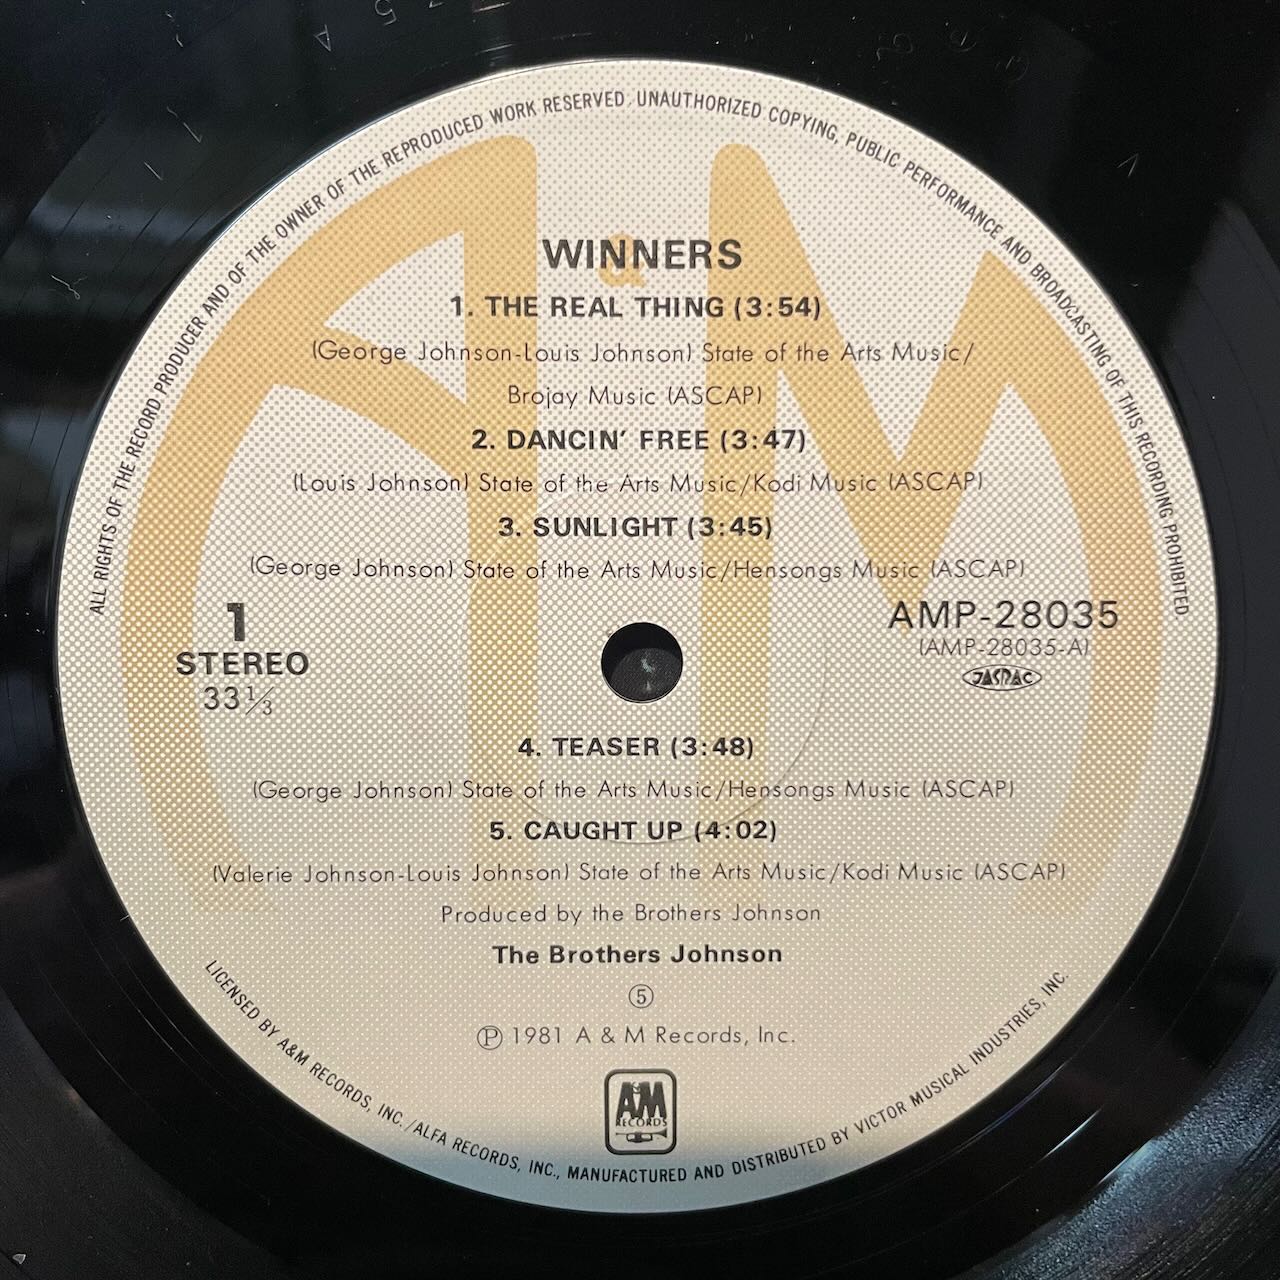 ALL RIGHTS OF THE RECORD PRODUCER AND OF THE OWNER OF THE REPRODUCED WORK RESERVED. UNAUTHORIZED COPYING, PUBLIC PERFORMANCE AND BROADCASTING OF THIS RECORDING PROHIBITED.
A&M
WINNERS
1. THE REAL THING (3:54)
(George Johnson-Louis Johnson) State of the Arts Music/
Brojay Music (ASCAP)
2. DANCIN' FREE (3:47)
(Louis Johnson) State of the Arts Music/Kodi Music (ASCAP)
3. SUNLIGHT (3:45)
(George Johnson) State of the Arts Music/Hensongs Music (ASCAP)
1
STEREO
33 1/3
AMP-28035
(AMP-28035-A)
JASRAC
4. TEASER (3:48)
(George Johnson) State of the Arts Music/Hensongs Music (ASCAP)
5. CAUGHT UP (4:02)
(Valerie Johnson-Louis Johnson) State of the Arts Music/Kodi Music (ASCAP)
Produced by the Brothers Johnson
The Brothers Johnson
⑤
℗ 1981 A & M Records, Inc.
A&M
RECORDS
LICENSED BY A&M RECORDS, INC./ALFA RECORDS, INC., MANUFACTURED AND DISTRIBUTED BY VICTOR MUSICAL INDUSTRIES, INC.